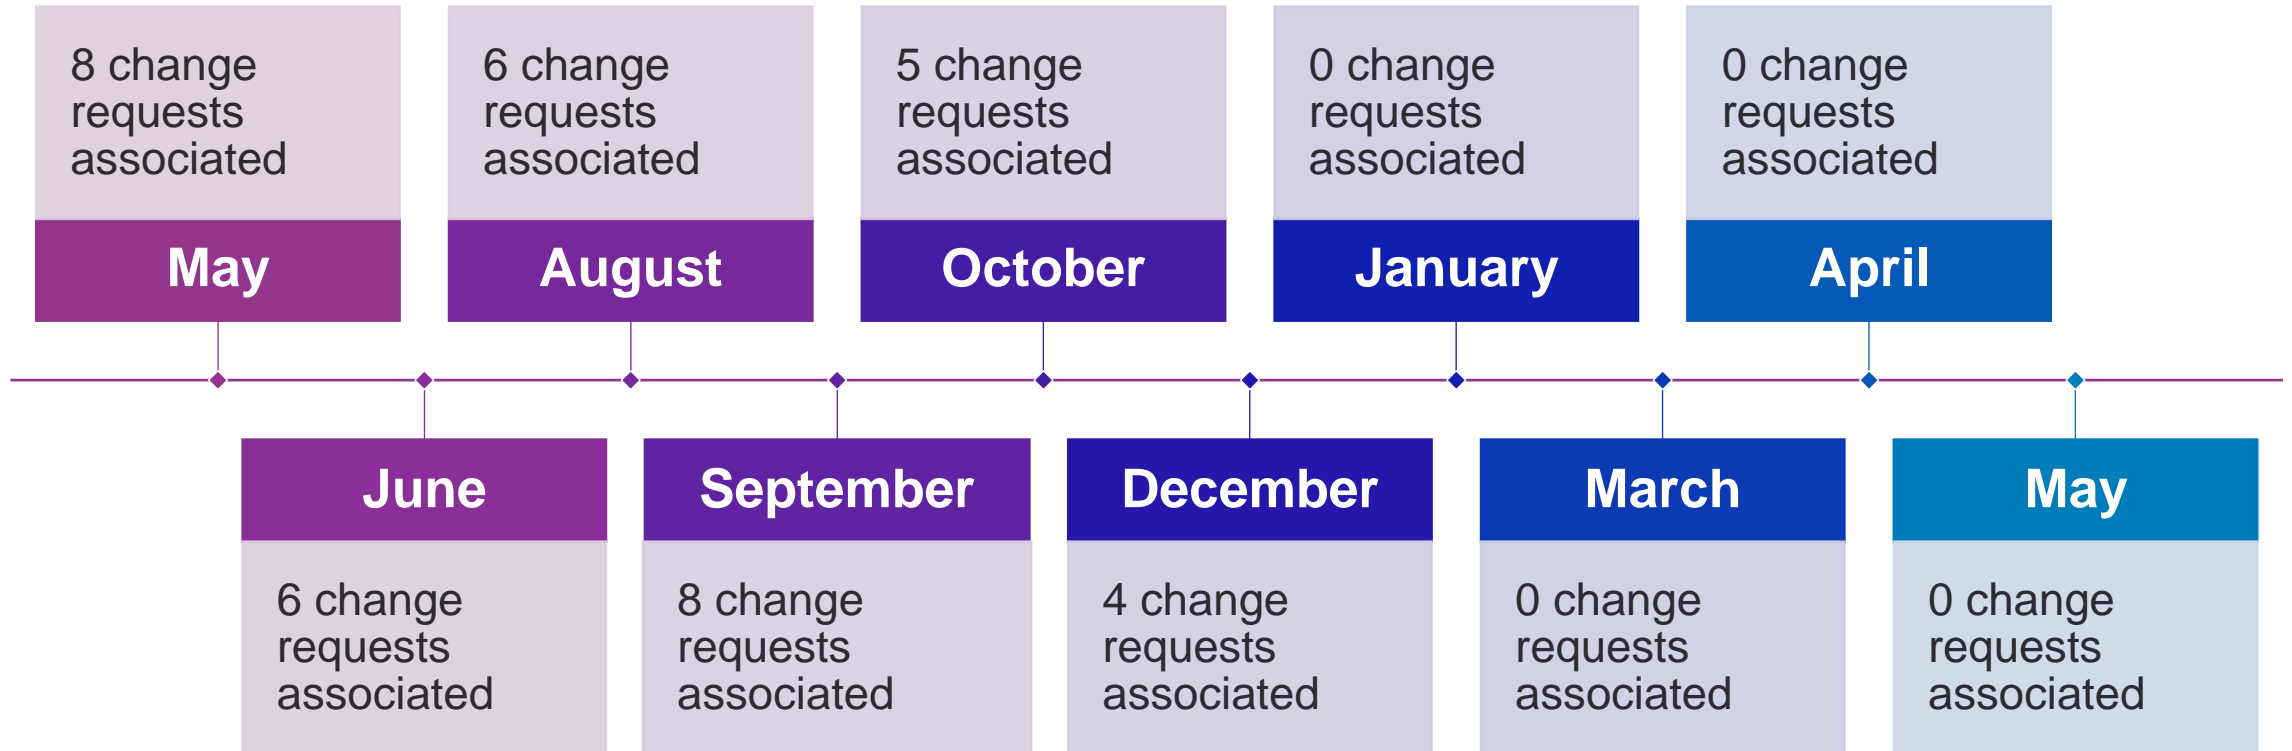 8 change
requests
associated
May
6 change
requests
associated
August
5 change
requests
associated
October
0 change
requests
associated
January
0 change
requests
associated
April
June
6 change
requests
associated
September
8 change
requests
associated
December
4 change
requests
associated
March
0 change
requests
associated
May
0 change
requests
associated